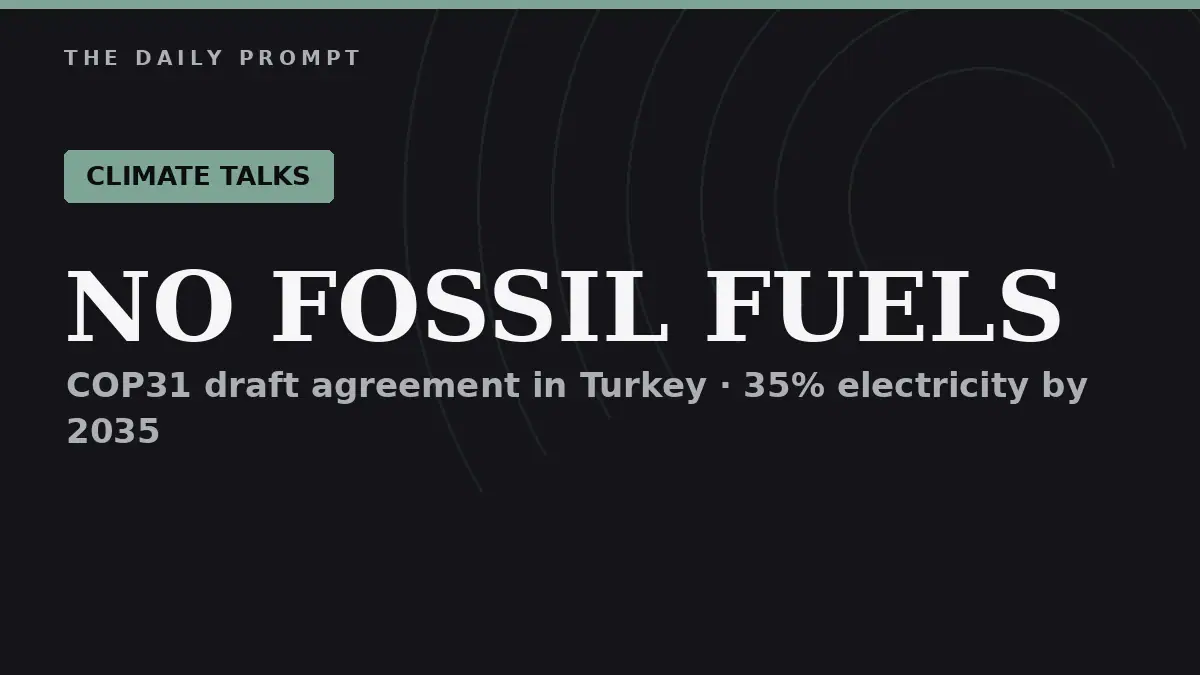 THE DAILY PROMPT
CLIMATE TALKS
NO FOSSIL FUELS
COP31 draft agreement in Turkey · 35% electricity by
2035